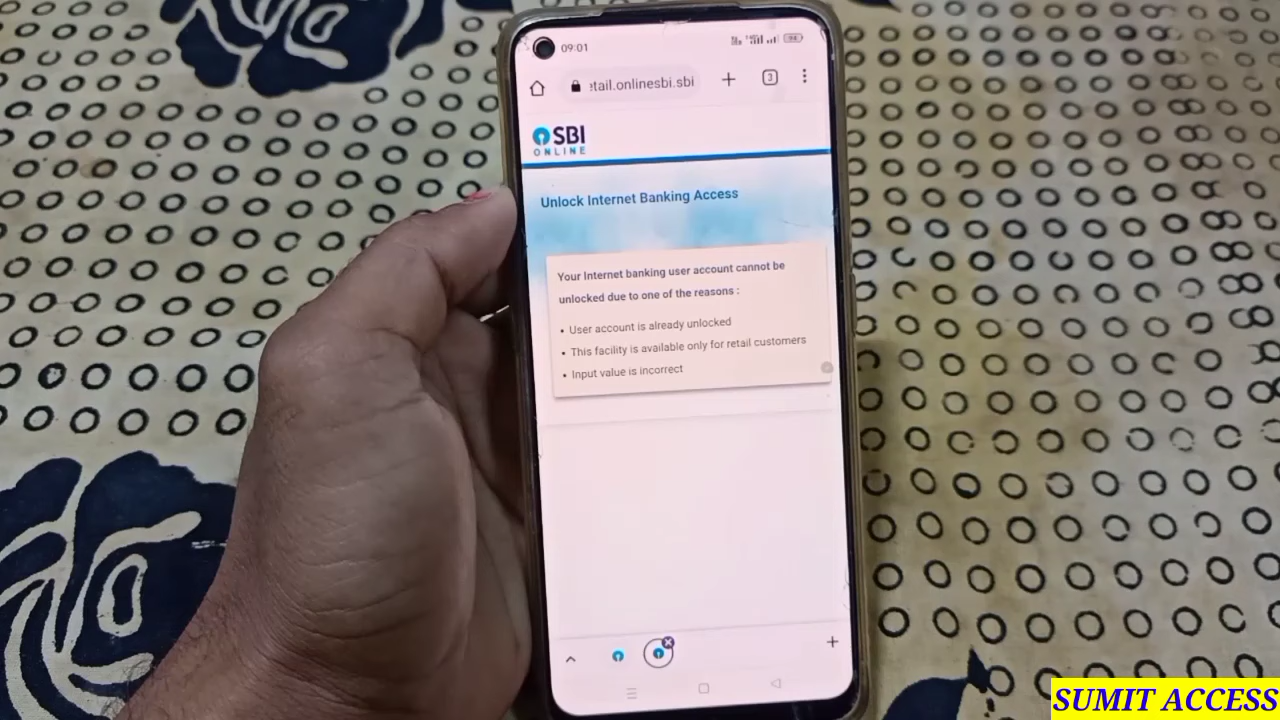 09:01
tail.onlinesbi.sbi
3
SBI
ONLINE
Unlock Internet Banking Access
Your Internet banking user account cannot be
unlocked due to one of the reasons :
• User account is already unlocked
• This facility is available only for retail customers
• Input value is incorrect
SUMIT ACCESS